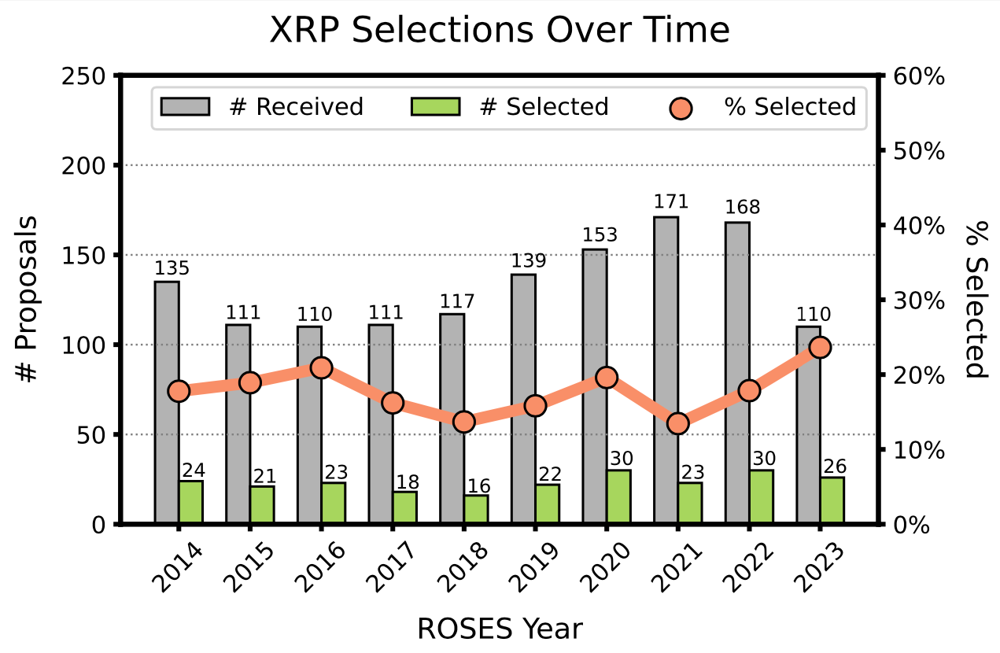 XRP Selections Over Time
# Received # Selected % Selected
250
200
150
100
50
0
# Proposals
60%
50%
40%
30%
20%
10%
0%
% Selected
135 111 110 111 117 139 153 171 168 110
24 21 23 18 16 22 30 23 30 26
2014 2015 2016 2017 2018 2019 2020 2021 2022 2023
ROSES Year